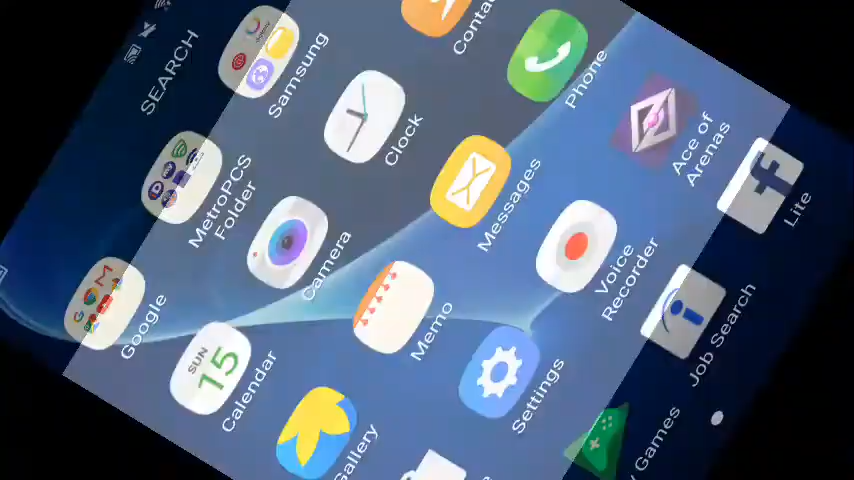 SEARCH
Samsung
Contac
MetroPCS
Folder
Clock
Phone
Google
Camera
Messages
Ace of
Arenas
SUN
15
Calendar
Memo
Voice
Recorder
Lite
Gallery
Settings
Job Search
y Games